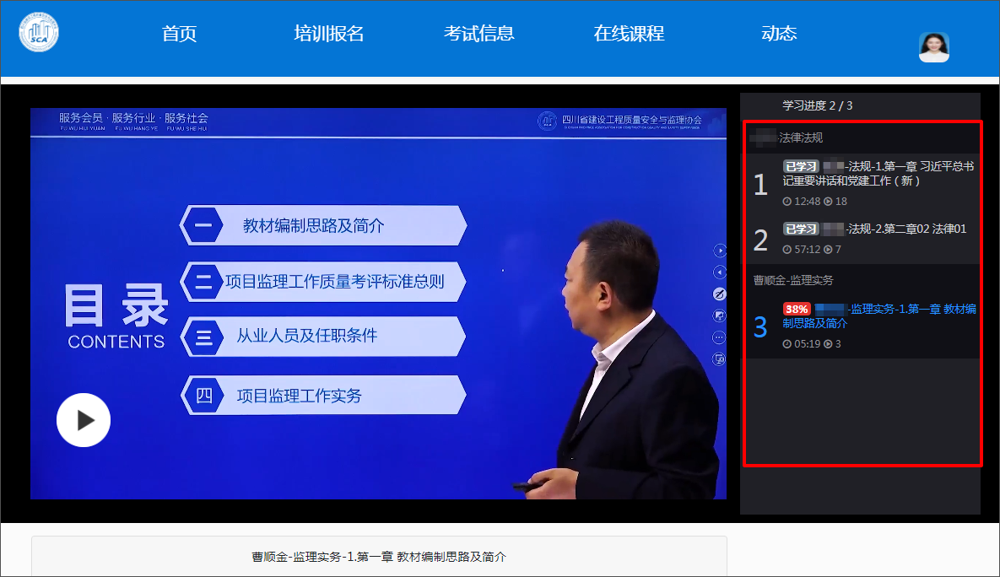 SCA
首页
培训报名
考试信息
在线课程
动态
服务会员 · 服务行业 · 服务社会
FU WU HUI YUAN FU WU HANG YE FU WU SHE HUI
四川省建设工程质量安全与监理协会
目录
CONTENTS
一 教材编制思路及简介
二 项目监理工作质量考评标准总则
三 从业人员及任职条件
四 项目监理工作实务
学习进度 2 / 3
-法律法规
1
已学习 -法规-1.第一章 习近平总书
记重要讲话和党建工作（新）
12:48 18
2
已学习 -法规-2.第二章02 法律01
57:12 7
曹顺金-监理实务
3
38% -监理实务-1.第一章 教材编
制思路及简介
05:19 3
曹顺金-监理实务-1.第一章 教材编制思路及简介